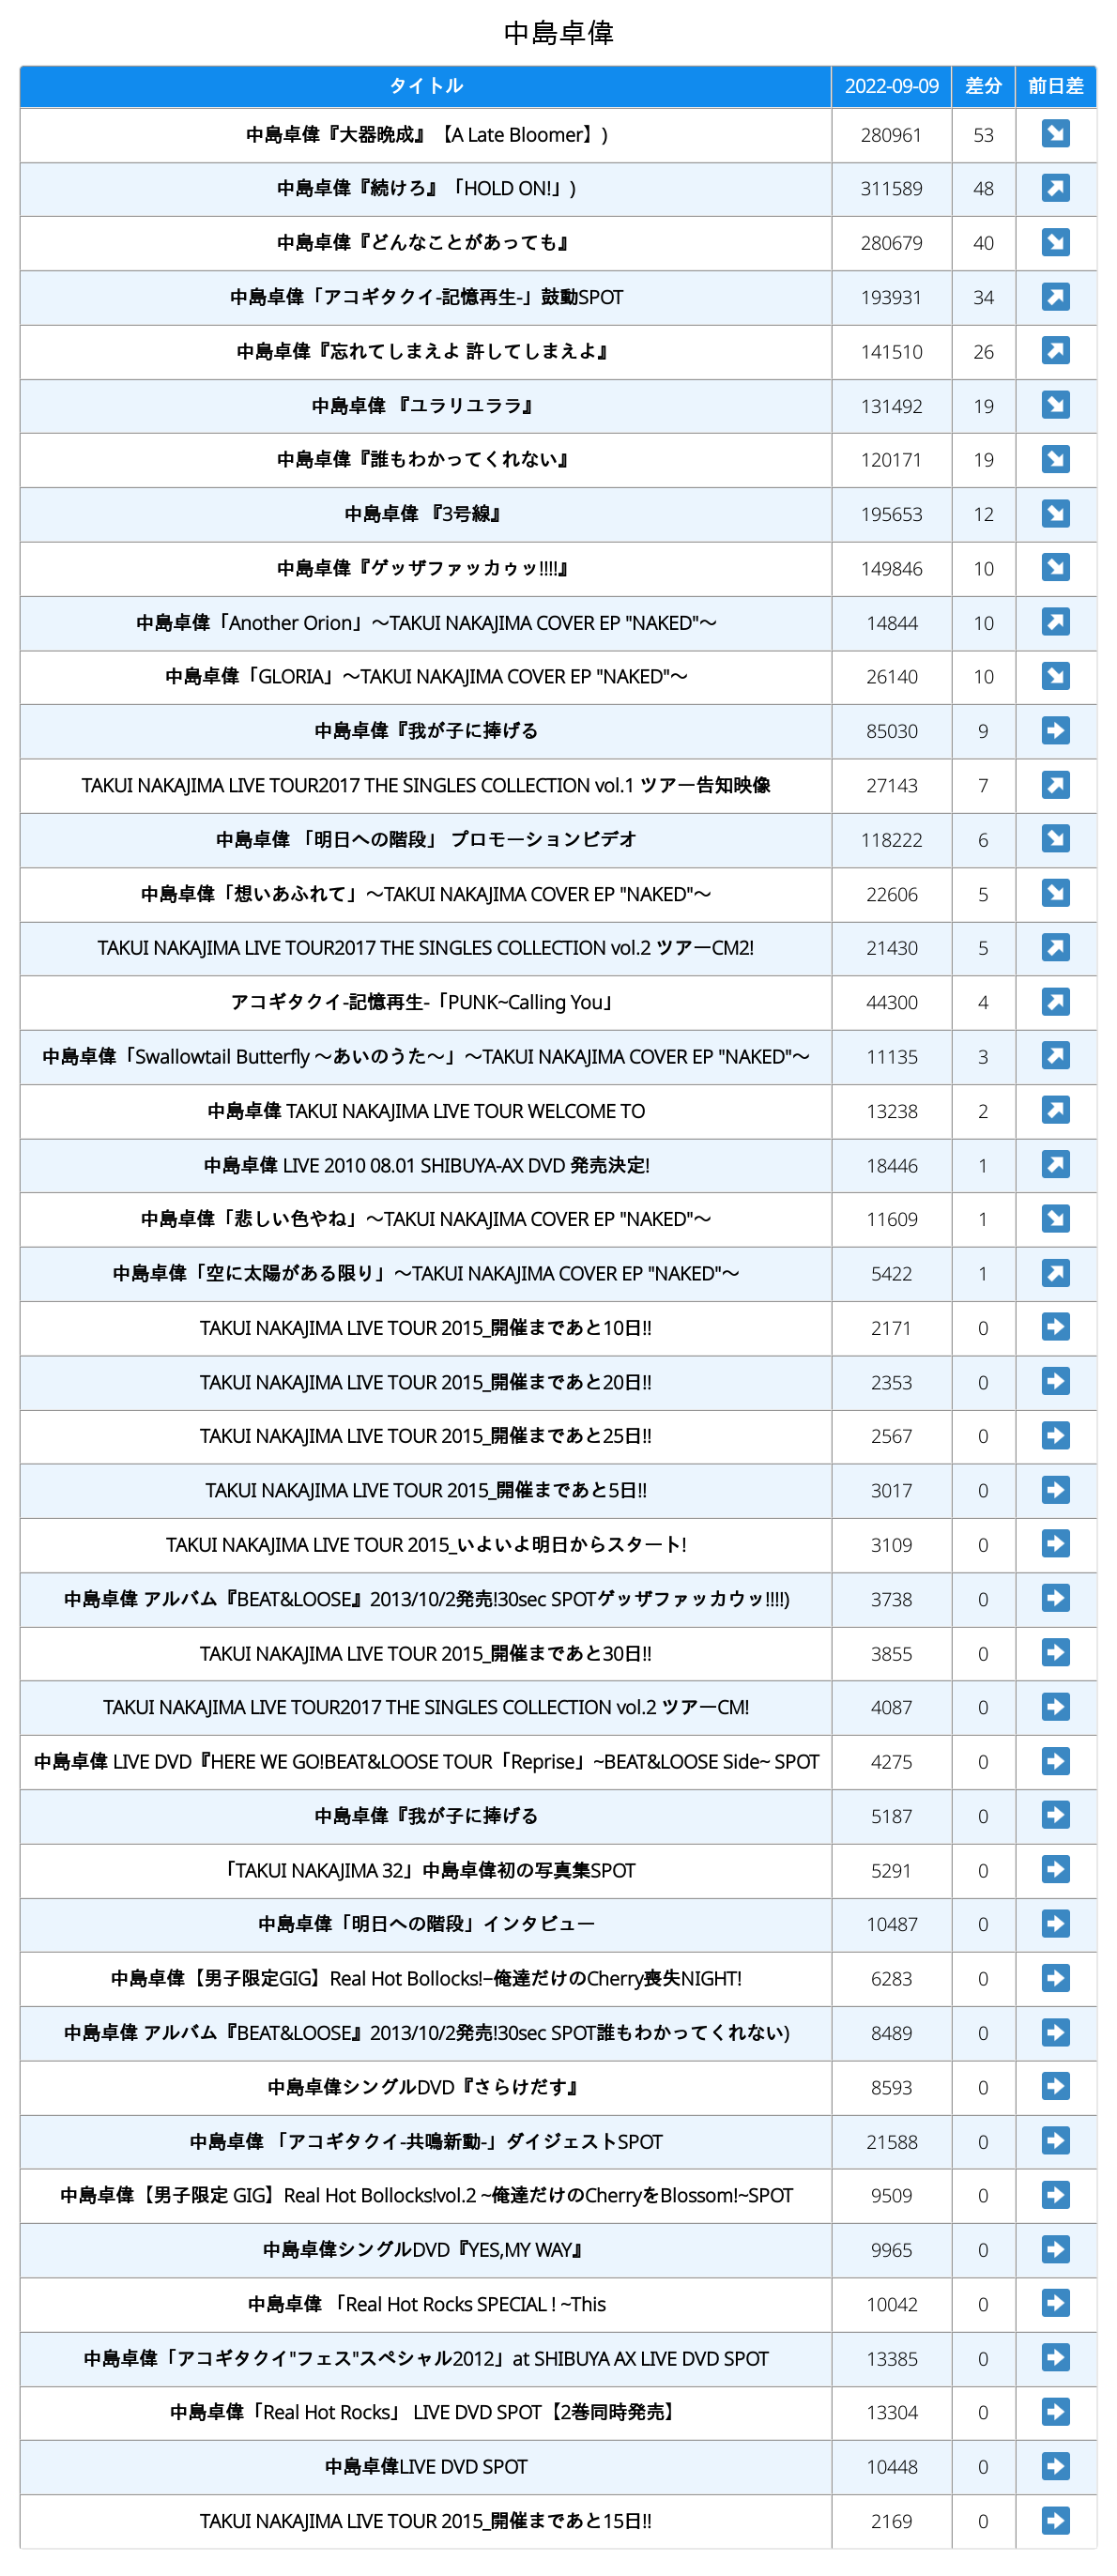 中島卓偉
タイトル 2022-09-09 差分 前日差
中島卓偉『大器晩成』【A Late Bloomer】) 280961 53 ↘
中島卓偉『続けろ』「HOLD ON!」) 311589 48 ↗
中島卓偉『どんなことがあっても』 280679 40 ↘
中島卓偉「アコギタクイ-記憶再生-」鼓動SPOT 193931 34 ↗
中島卓偉『忘れてしまえよ 許してしまえよ』 141510 26 ↗
中島卓偉 『ユラリユララ』 131492 19 ↘
中島卓偉『誰もわかってくれない』 120171 19 ↘
中島卓偉 『3号線』 195653 12 ↘
中島卓偉『ゲッザファッカゥッ!!!!』 149846 10 ↘
中島卓偉「Another Orion」～TAKUI NAKAJIMA COVER EP "NAKED"～ 14844 10 ↗
中島卓偉「GLORIA」～TAKUI NAKAJIMA COVER EP "NAKED"～ 26140 10 ↘
中島卓偉『我が子に捧げる 85030 9 ➡
TAKUI NAKAJIMA LIVE TOUR2017 THE SINGLES COLLECTION vol.1 ツアー告知映像 27143 7 ↗
中島卓偉 「明日への階段」 プロモーションビデオ 118222 6 ↘
中島卓偉「想いあふれて」～TAKUI NAKAJIMA COVER EP "NAKED"～ 22606 5 ↘
TAKUI NAKAJIMA LIVE TOUR2017 THE SINGLES COLLECTION vol.2 ツアーCM2! 21430 5 ↗
アコギタクイ-記憶再生-「PUNK~Calling You」 44300 4 ↗
中島卓偉「Swallowtail Butterfly ～あいのうた～」～TAKUI NAKAJIMA COVER EP "NAKED"～ 11135 3 ↗
中島卓偉 TAKUI NAKAJIMA LIVE TOUR WELCOME TO 13238 2 ↗
中島卓偉 LIVE 2010 08.01 SHIBUYA-AX DVD 発売決定! 18446 1 ↗
中島卓偉「悲しい色やね」～TAKUI NAKAJIMA COVER EP "NAKED"～ 11609 1 ↘
中島卓偉「空に太陽がある限り」～TAKUI NAKAJIMA COVER EP "NAKED"～ 5422 1 ↗
TAKUI NAKAJIMA LIVE TOUR 2015_開催まであと10日!! 2171 0 ➡
TAKUI NAKAJIMA LIVE TOUR 2015_開催まであと20日!! 2353 0 ➡
TAKUI NAKAJIMA LIVE TOUR 2015_開催まであと25日!! 2567 0 ➡
TAKUI NAKAJIMA LIVE TOUR 2015_開催まであと5日!! 3017 0 ➡
TAKUI NAKAJIMA LIVE TOUR 2015_いよいよ明日からスタート! 3109 0 ➡
中島卓偉 アルバム『BEAT&LOOSE』2013/10/2発売!30sec SPOTゲッザファッカウッ!!!!) 3738 0 ➡
TAKUI NAKAJIMA LIVE TOUR 2015_開催まであと30日!! 3855 0 ➡
TAKUI NAKAJIMA LIVE TOUR2017 THE SINGLES COLLECTION vol.2 ツアーCM! 4087 0 ➡
中島卓偉 LIVE DVD『HERE WE GO!BEAT&LOOSE TOUR「Reprise」~BEAT&LOOSE Side~ SPOT 4275 0 ➡
中島卓偉『我が子に捧げる 5187 0 ➡
「TAKUI NAKAJIMA 32」中島卓偉初の写真集SPOT 5291 0 ➡
中島卓偉「明日への階段」インタビュー 10487 0 ➡
中島卓偉【男子限定GIG】Real Hot Bollocks!−俺達だけのCherry喪失NIGHT! 6283 0 ➡
中島卓偉 アルバム『BEAT&LOOSE』2013/10/2発売!30sec SPOT誰もわかってくれない) 8489 0 ➡
中島卓偉シングルDVD『さらけだす』 8593 0 ➡
中島卓偉 「アコギタクイ-共鳴新動-」ダイジェストSPOT 21588 0 ➡
中島卓偉【男子限定 GIG】Real Hot Bollocks!vol.2 ~俺達だけのCherryをBlossom!~SPOT 9509 0 ➡
中島卓偉シングルDVD『YES,MY WAY』 9965 0 ➡
中島卓偉 「Real Hot Rocks SPECIAL ! ~This 10042 0 ➡
中島卓偉「アコギタクイ"フェス"スペシャル2012」at SHIBUYA AX LIVE DVD SPOT 13385 0 ➡
中島卓偉「Real Hot Rocks」 LIVE DVD SPOT【2巻同時発売】 13304 0 ➡
中島卓偉LIVE DVD SPOT 10448 0 ➡
TAKUI NAKAJIMA LIVE TOUR 2015_開催まであと15日!! 2169 0 ➡